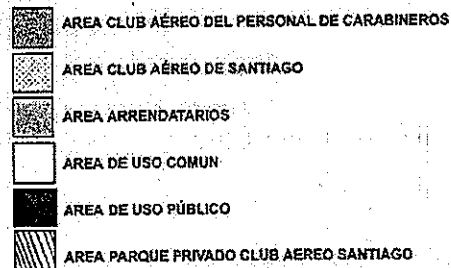 AREA CLUB AÉREO DEL PERSONAL DE CARABINEROS
AREA CLUB AÉREO DE SANTIAGO
AREA ARRENDATARIOS
AREA DE USO COMUN
AREA DE USO PÚBLICO
AREA PARQUE PRIVADO CLUB AEREO SANTIAGO